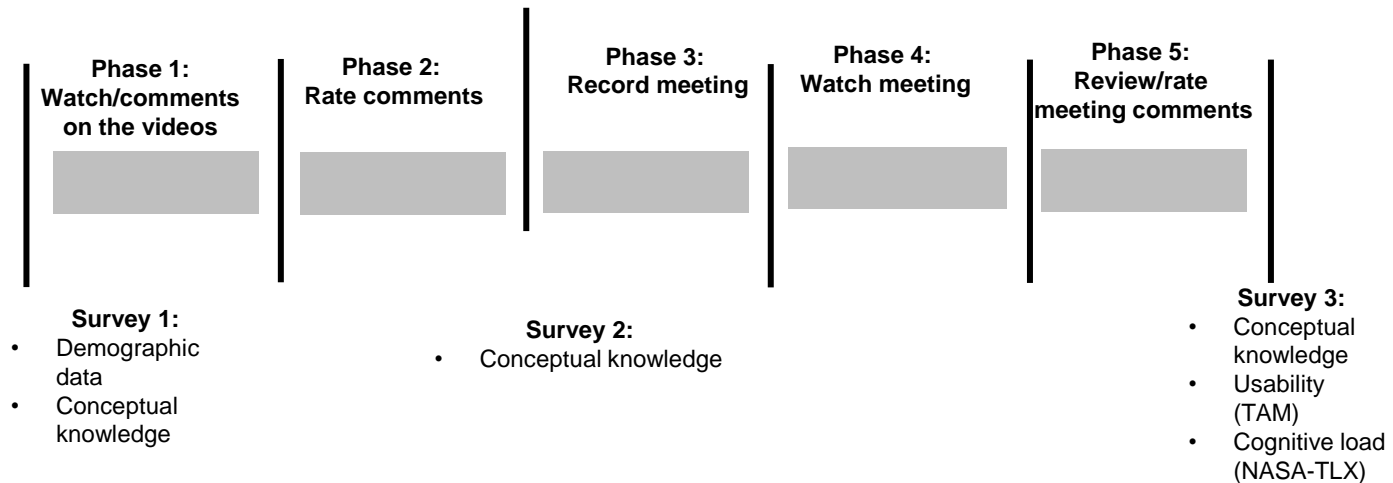 Phase 1:
Watch/comments
on the videos
Phase 2:
Rate comments
Phase 3:
Record meeting
Phase 4:
Watch meeting
Phase 5:
Review/rate
meeting comments
Survey 1:
• Demographic
data
• Conceptual
knowledge
Survey 2:
• Conceptual knowledge
Survey 3:
• Conceptual
knowledge
• Usability
(TAM)
• Cognitive load
(NASA-TLX)